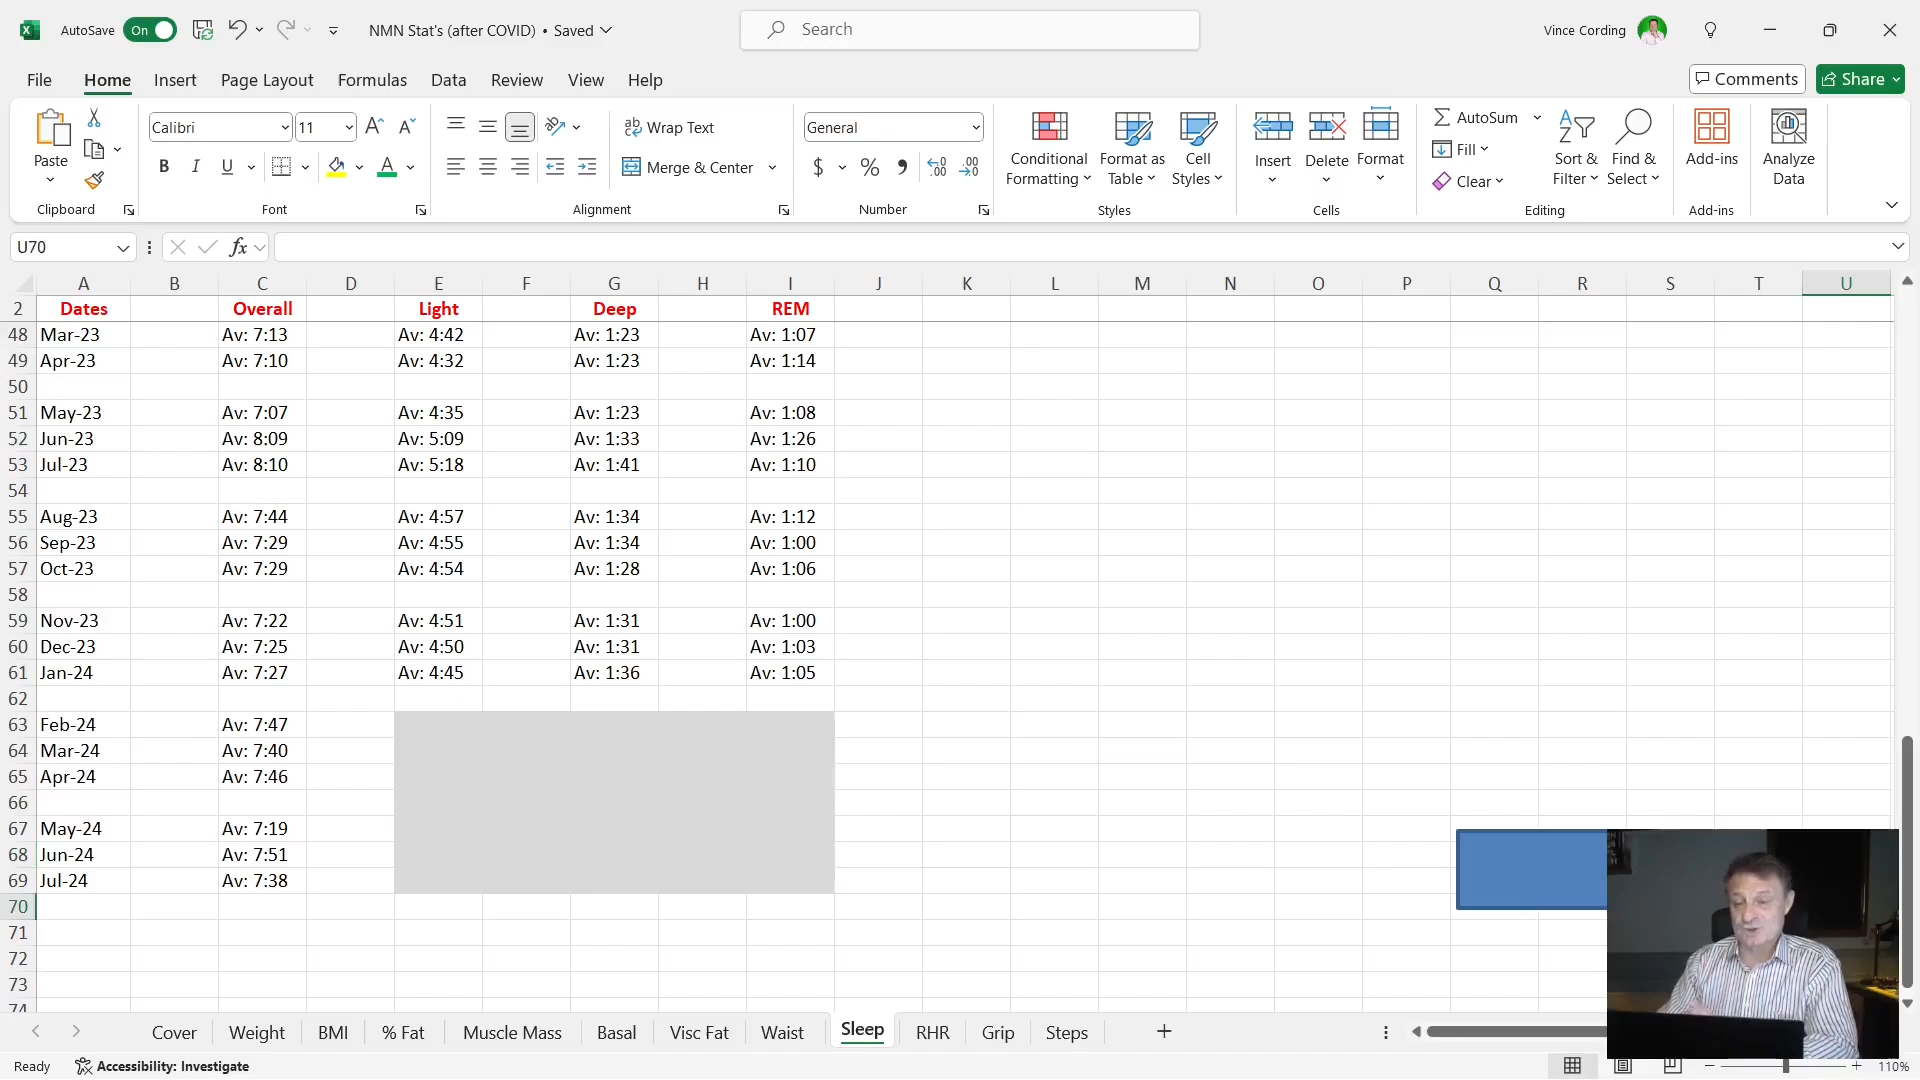 AutoSave On NMN Stat's (after COVID) • Saved Search Vince Cording
File Home Insert Page Layout Formulas Data Review View Help Comments Share
Paste Calibri 11 Wrap Text General Conditional Formatting Format as Table Cell Styles Insert Delete Format AutoSum Sort & Filter Find & Select Add-ins Analyze Data
Merge & Center $ % Fill
Clear
Clipboard Font Alignment Number Styles Cells Editing Add-ins
U70 fx
A B C D E F G H I J K L M N O P Q R S T U
2 Dates Overall Light Deep REM
48 Mar-23 Av: 7:13 Av: 4:42 Av: 1:23 Av: 1:07
49 Apr-23 Av: 7:10 Av: 4:32 Av: 1:23 Av: 1:14
50
51 May-23 Av: 7:07 Av: 4:35 Av: 1:23 Av: 1:08
52 Jun-23 Av: 8:09 Av: 5:09 Av: 1:33 Av: 1:26
53 Jul-23 Av: 8:10 Av: 5:18 Av: 1:41 Av: 1:10
54
55 Aug-23 Av: 7:44 Av: 4:57 Av: 1:34 Av: 1:12
56 Sep-23 Av: 7:29 Av: 4:55 Av: 1:34 Av: 1:00
57 Oct-23 Av: 7:29 Av: 4:54 Av: 1:28 Av: 1:06
58
59 Nov-23 Av: 7:22 Av: 4:51 Av: 1:31 Av: 1:00
60 Dec-23 Av: 7:25 Av: 4:50 Av: 1:31 Av: 1:03
61 Jan-24 Av: 7:27 Av: 4:45 Av: 1:36 Av: 1:05
62
63 Feb-24 Av: 7:47
64 Mar-24 Av: 7:40
65 Apr-24 Av: 7:46
66
67 May-24 Av: 7:19
68 Jun-24 Av: 7:51
69 Jul-24 Av: 7:38
70
71
72
73
74
Cover Weight BMI % Fat Muscle Mass Basal Visc Fat Waist Sleep RHR Grip Steps
Ready Accessibility: Investigate 110%